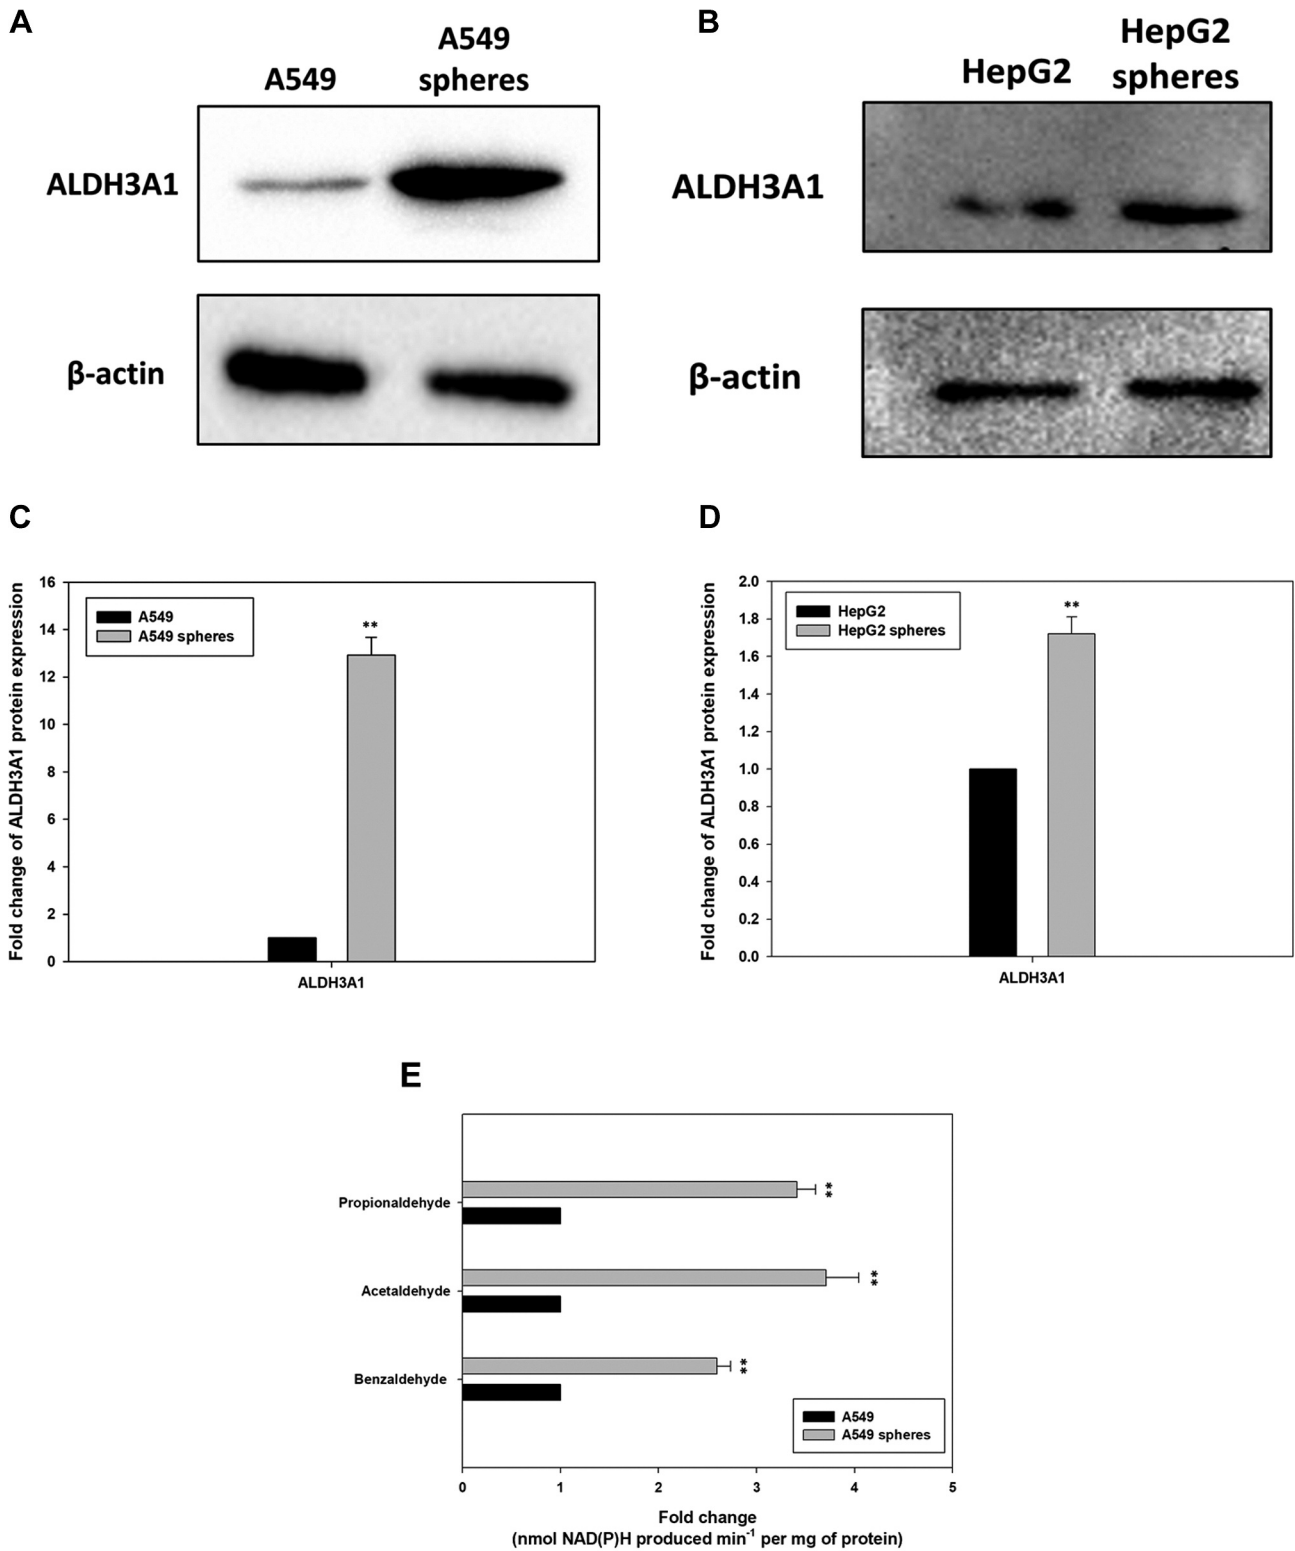 A
A549
A549
spheres
ALDH3A1
β-actin
B
HepG2
HepG2
spheres
ALDH3A1
β-actin
C
Fold change of ALDH3A1 protein expression
16
14
12
10
8
6
4
2
0
A549
A549 spheres
**
ALDH3A1
D
Fold change of ALDH3A1 protein expression
2.0
1.8
1.6
1.4
1.2
1.0
0.8
0.6
0.4
0.2
0.0
HepG2
HepG2 spheres
**
ALDH3A1
E
Propionaldehyde
**
Acetaldehyde
**
Benzaldehyde
**
A549
A549 spheres
0 1 2 3 4 5
Fold change
(nmol NAD(P)H produced min⁻¹ per mg of protein)